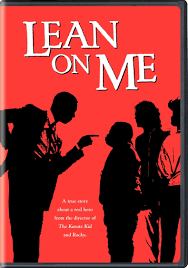 LEAN
ON ME
A true story
about a real hero
from the director of
The Karate Kid
and Rocky.